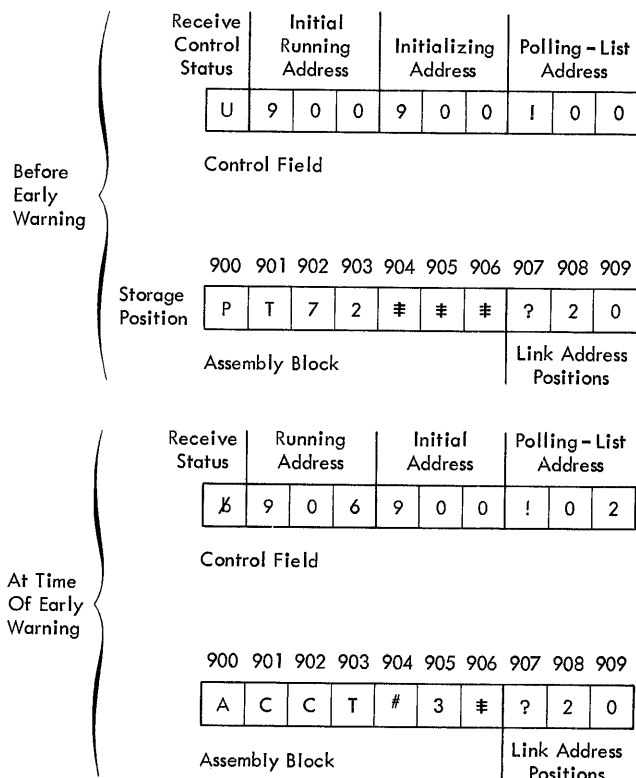 Receive Control Status | Initial Running Address | Initializing Address | Polling-List Address
U 9 0 0 9 0 0 ! 0 0
Control Field
Before Early Warning
900 901 902 903 904 905 906 907 908 909
Storage Position
P T 7 2 ⧧ ⧧ ⧧ ? 2 0
Assembly Block
Link Address Positions
Receive Status | Running Address | Initial Address | Polling-List Address
ƀ 9 0 6 9 0 0 ! 0 2
Control Field
At Time Of Early Warning
900 901 902 903 904 905 906 907 908 909
A C C T # 3 ⧧ ? 2 0
Assembly Block
Link Address Positions